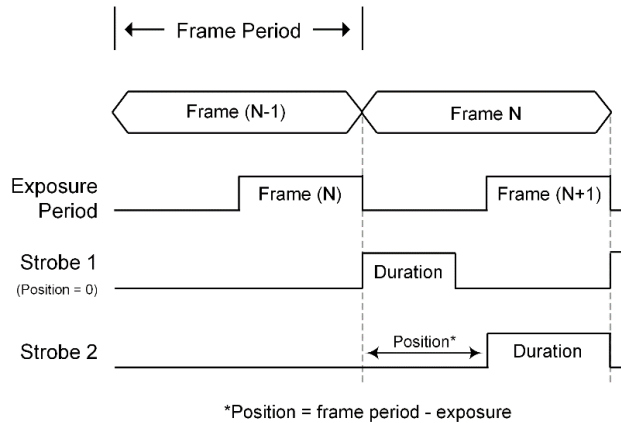 Frame Period
Frame (N-1)
Frame N
Exposure
Period
Frame (N)
Frame (N+1)
Strobe 1
(Position = 0)
Duration
Strobe 2
Position*
Duration
*Position = frame period - exposure